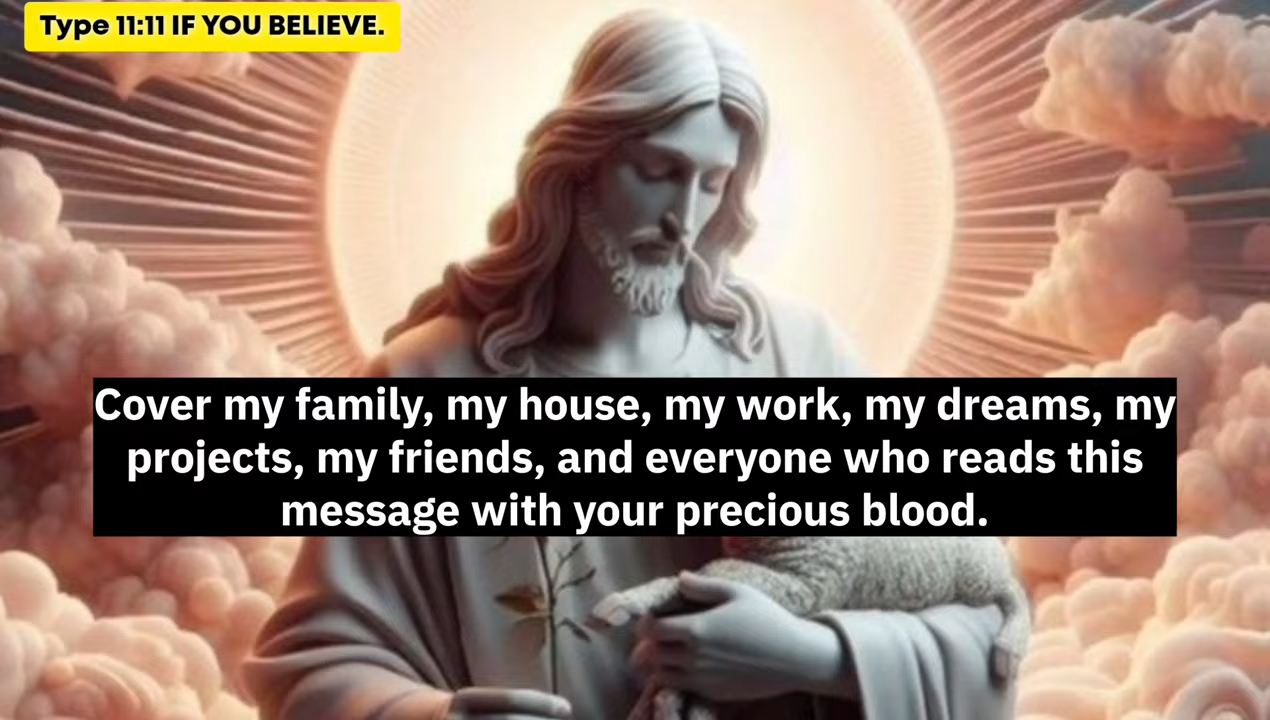 Type 11:11 IF YOU BELIEVE.
Cover my family, my house, my work, my dreams, my
projects, my friends, and everyone who reads this
message with your precious blood.